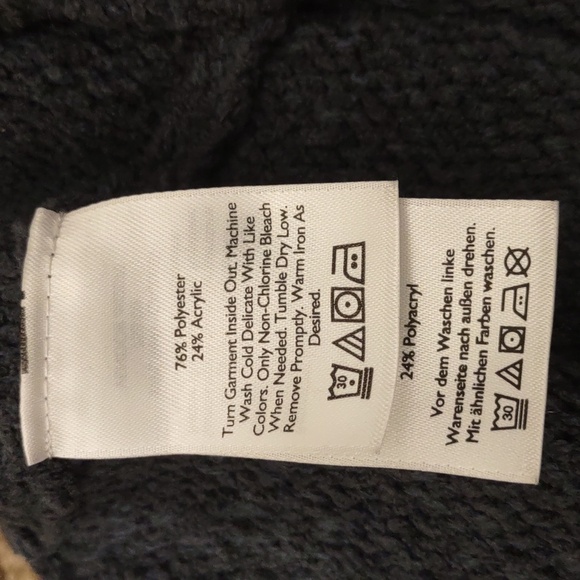 76% Polyester
24% Acrylic
Turn Garment Inside Out. Machine
Wash Cold Delicate With Like
Colors. Only Non-Chlorine Bleach
When Needed. Tumble Dry Low.
Remove Promptly. Warm Iron As
Desired.
30
24% Polyacryl
Vor dem Waschen linke
Warenseite nach außen drehen.
Mit ähnlichen Farben waschen.
30